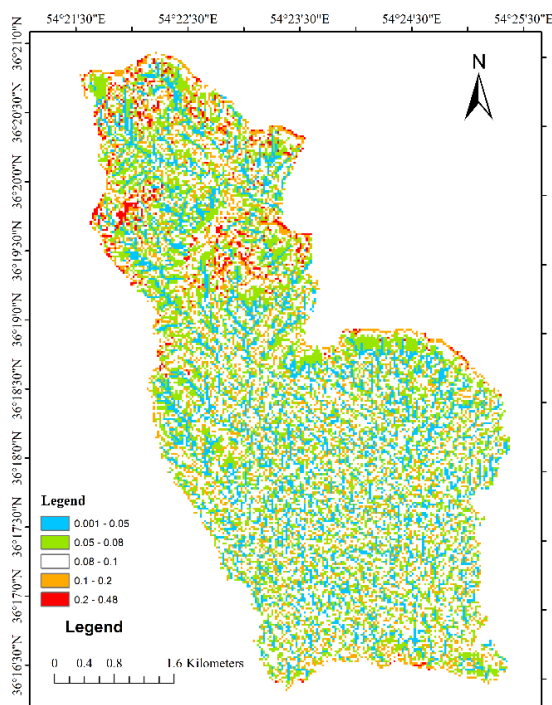 54°21'30"E 54°22'30"E 54°23'30"E 54°24'30"E 54°25'30"E
N
36°21'0"N
36°20'30"N
36°20'0"N
36°19'30"N
36°19'0"N
36°18'30"N
36°18'0"N
36°17'30"N
36°17'0"N
36°16'30"N
Legend
0.001 - 0.05
0.05 - 0.08
0.08 - 0.1
0.1 - 0.2
0.2 - 0.48
Legend
0 0.4 0.8 1.6 Kilometers